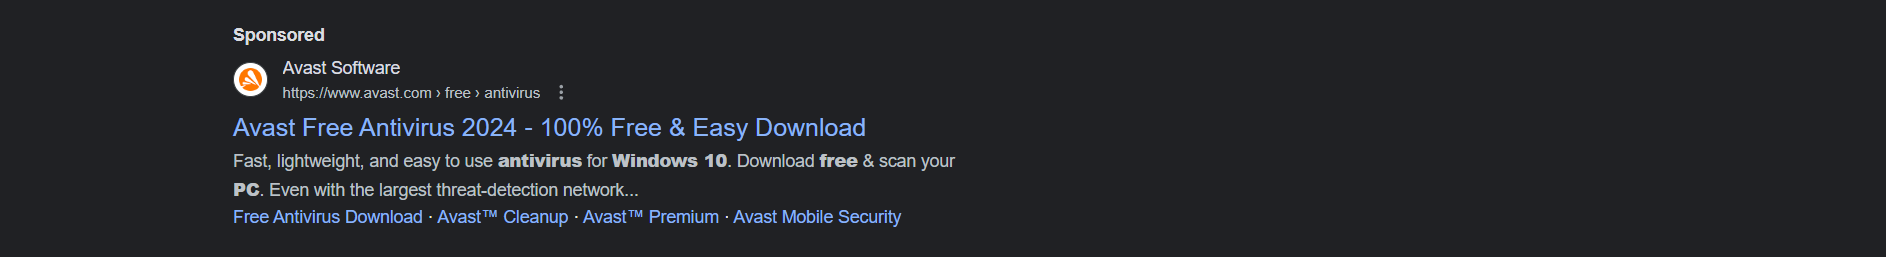 Sponsored
Avast Software
https://www.avast.com › free › antivirus
Avast Free Antivirus 2024 - 100% Free & Easy Download
Fast, lightweight, and easy to use antivirus for Windows 10. Download free & scan your
PC. Even with the largest threat-detection network...
Free Antivirus Download · Avast™ Cleanup · Avast™ Premium · Avast Mobile Security